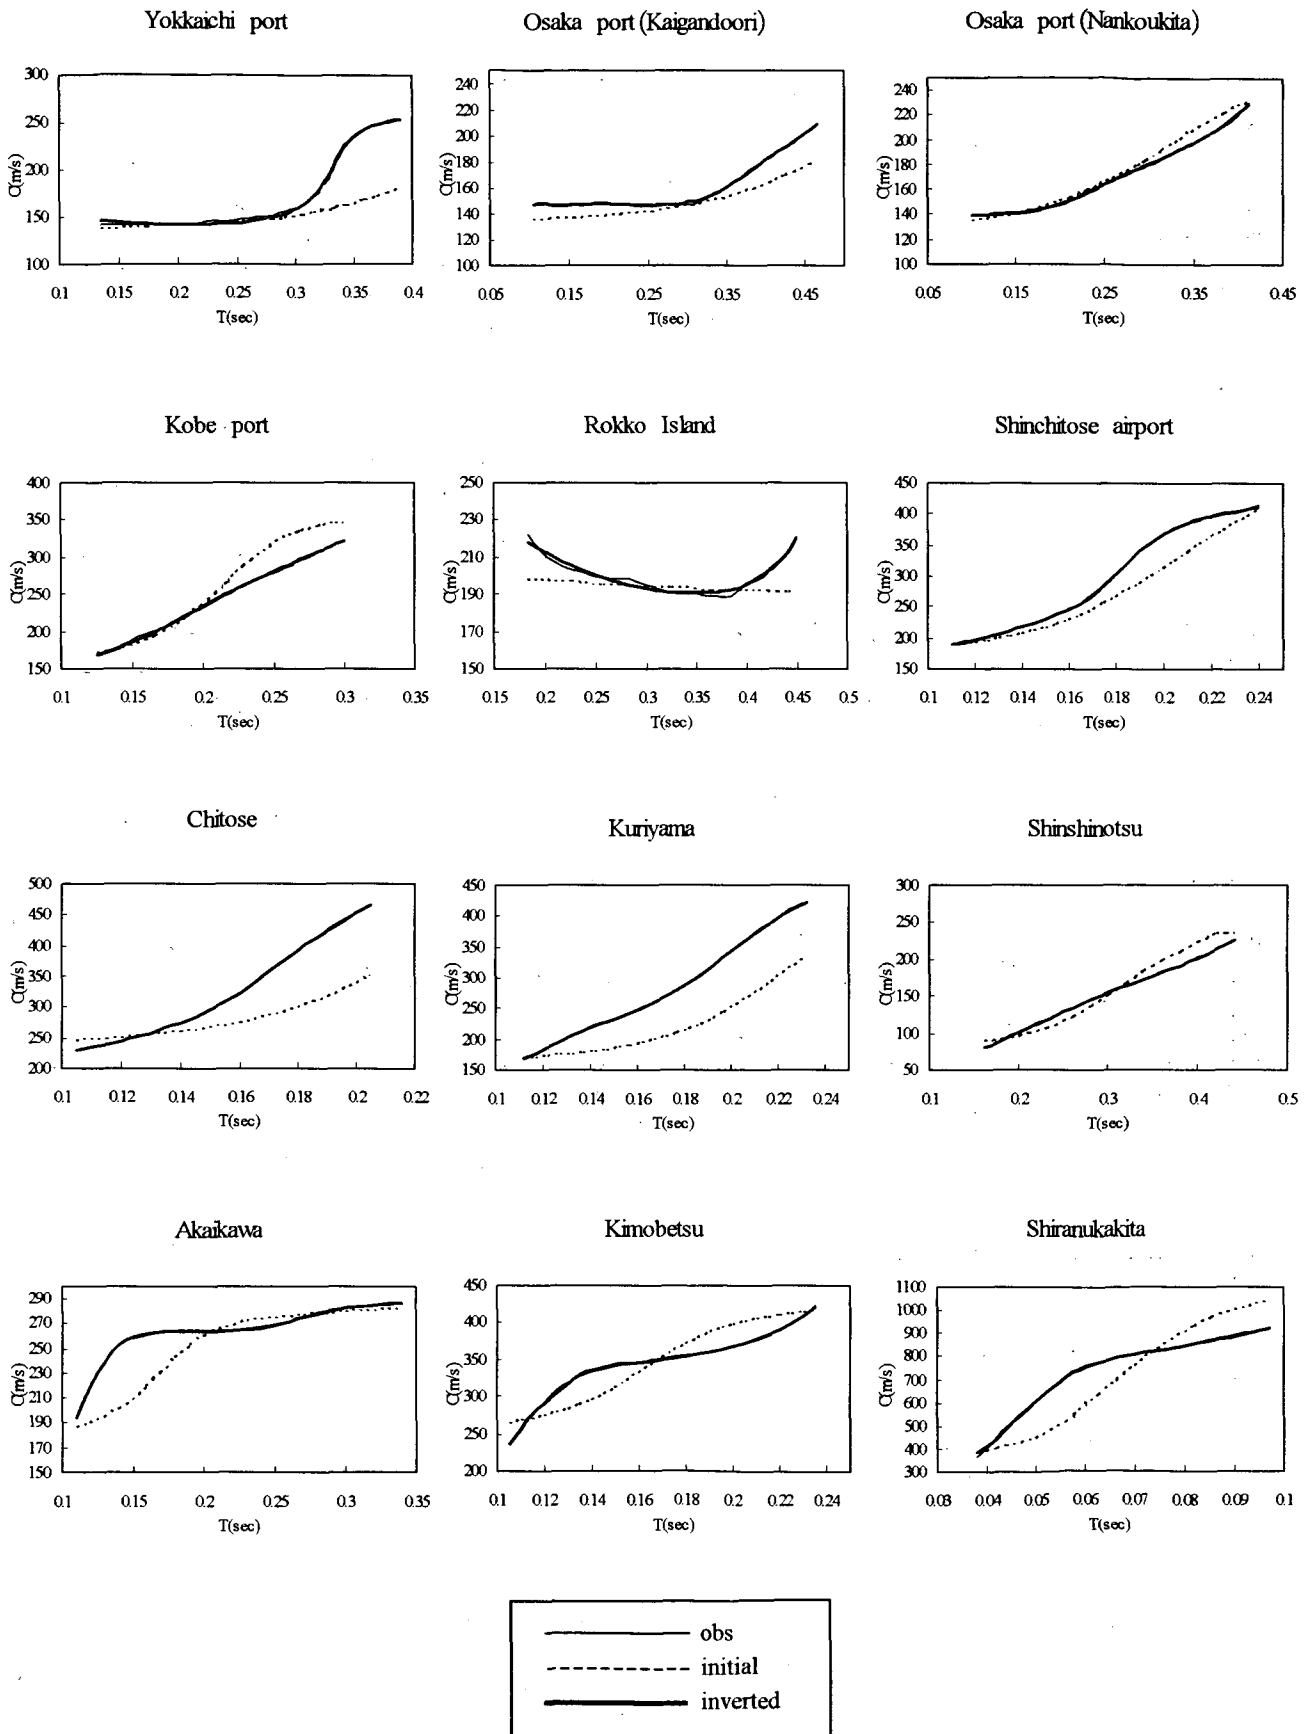 Yokkaichi port
Osaka port (Kaigandoori)
Osaka port (Nankoukita)
300
250
200
150
100
C(m/s)
0.1 0.15 0.2 0.25 0.3 0.35 0.4
T(sec)
240
220
200
180
160
140
120
100
C(m/s)
0.05 0.15 0.25 0.35 0.45
T(sec)
240
220
200
180
160
140
120
100
C(m/s)
0.05 0.15 0.25 0.35 0.45
T(sec)
Kobe port
Rokko Island
Shinchitose airport
400
350
300
250
200
150
C(m/s)
0.1 0.15 0.2 0.25 0.3 0.35
T(sec)
250
230
210
190
170
150
C(m/s)
0.15 0.2 0.25 0.3 0.35 0.4 0.45 0.5
T(sec)
450
400
350
300
250
200
150
C(m/s)
0.1 0.12 0.14 0.16 0.18 0.2 0.22 0.24
T(sec)
Chitose
Kuriyama
Shinshinotsu
500
450
400
350
300
250
200
C(m/s)
0.1 0.12 0.14 0.16 0.18 0.2 0.22
T(sec)
450
400
350
300
250
200
150
C(m/s)
0.1 0.12 0.14 0.16 0.18 0.2 0.22 0.24
T(sec)
300
250
200
150
100
50
C(m/s)
0.1 0.2 0.3 0.4 0.5
T(sec)
Akaikawa
Kimobetsu
Shiranukakita
290
270
250
230
210
190
170
150
C(m/s)
0.1 0.15 0.2 0.25 0.3 0.35
T(sec)
450
400
350
300
250
200
C(m/s)
0.1 0.12 0.14 0.16 0.18 0.2 0.22 0.24
T(sec)
1100
1000
900
800
700
600
500
400
300
C(m/s)
0.03 0.04 0.05 0.06 0.07 0.08 0.09 0.1
T(sec)
obs
initial
inverted